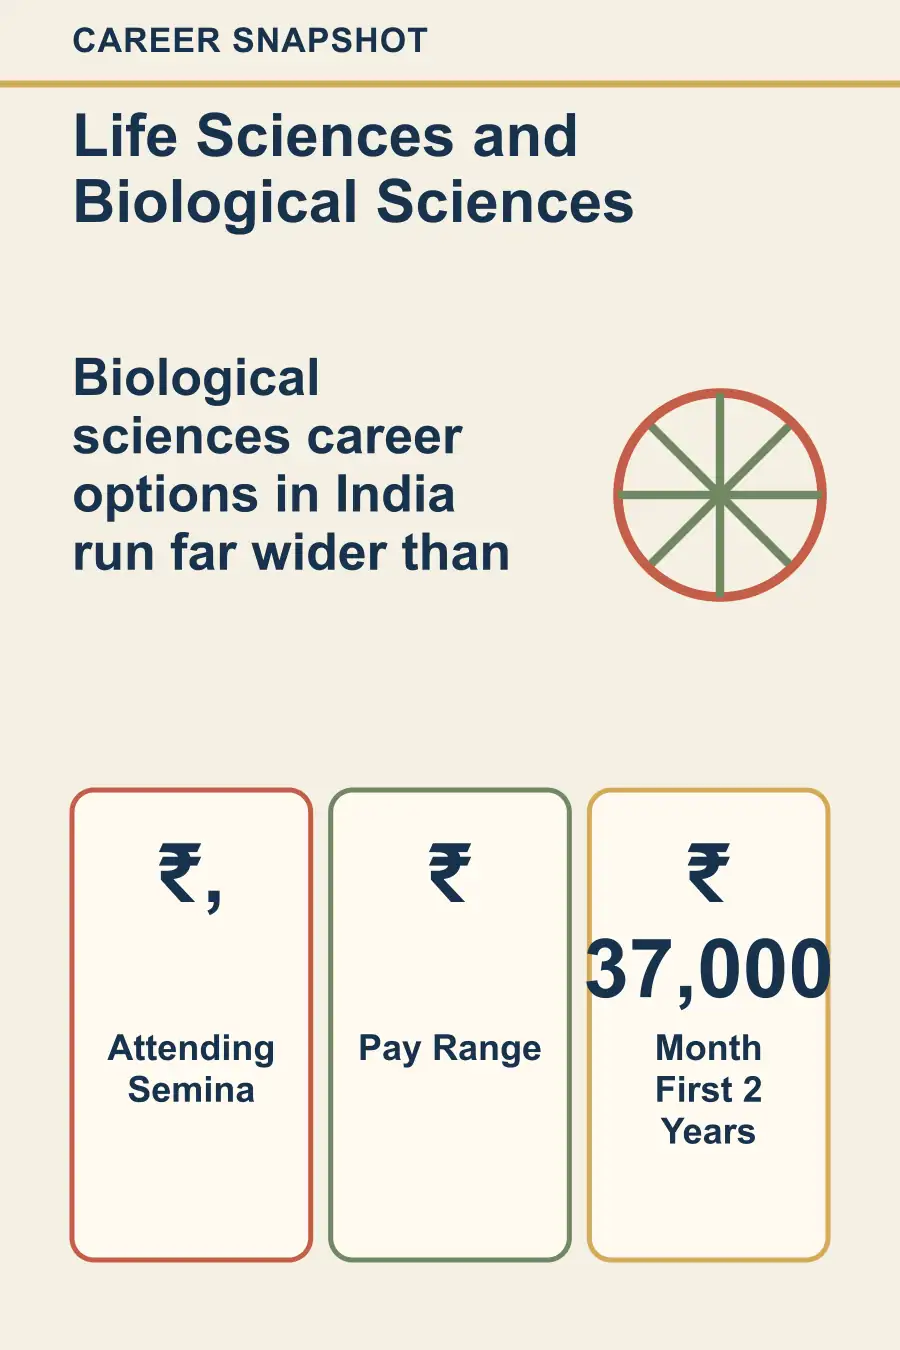 CAREER SNAPSHOT
Life Sciences and
Biological Sciences
Biological
sciences career
options in India
run far wider than
₹,
Attending
Semina
₹
Pay Range
₹
37,000
Month
First 2
Years